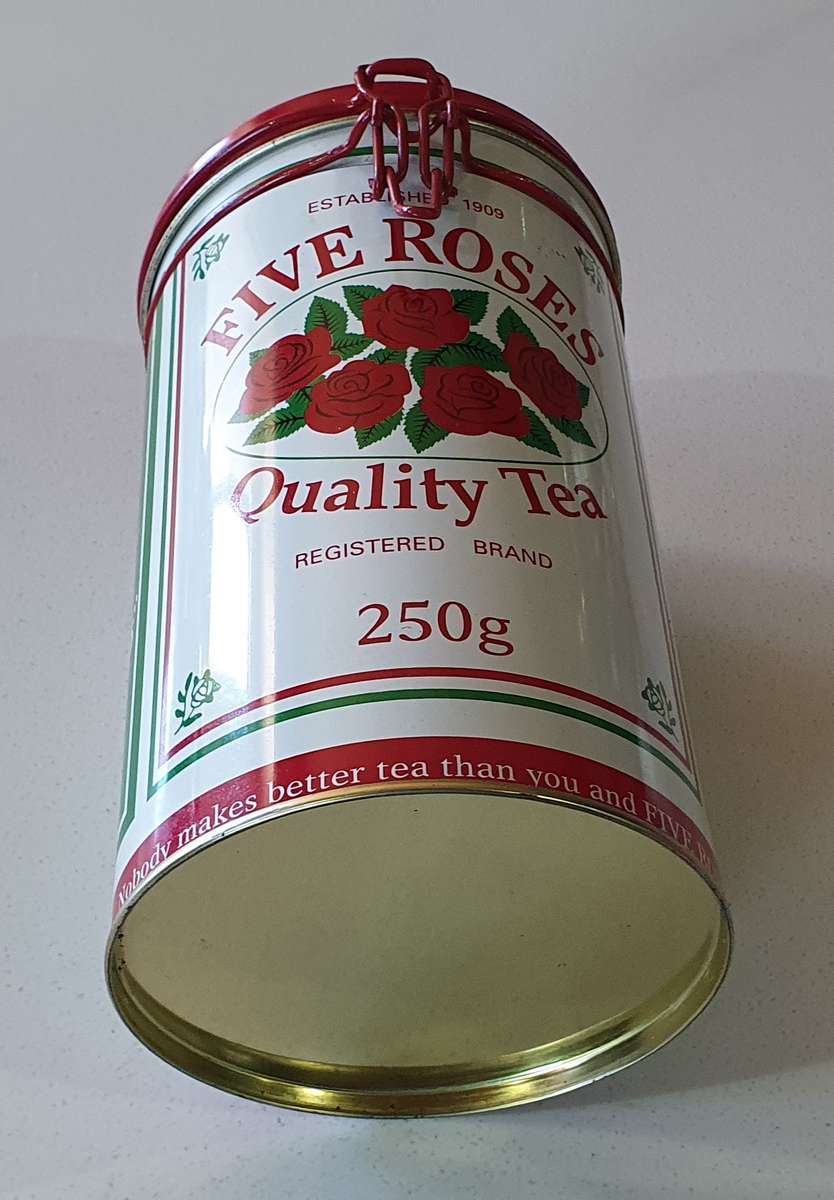 ESTABLISHED 1909
FIVE ROSES
Quality Tea
REGISTERED BRAND
250g
Nobody makes better tea than you and FIVE